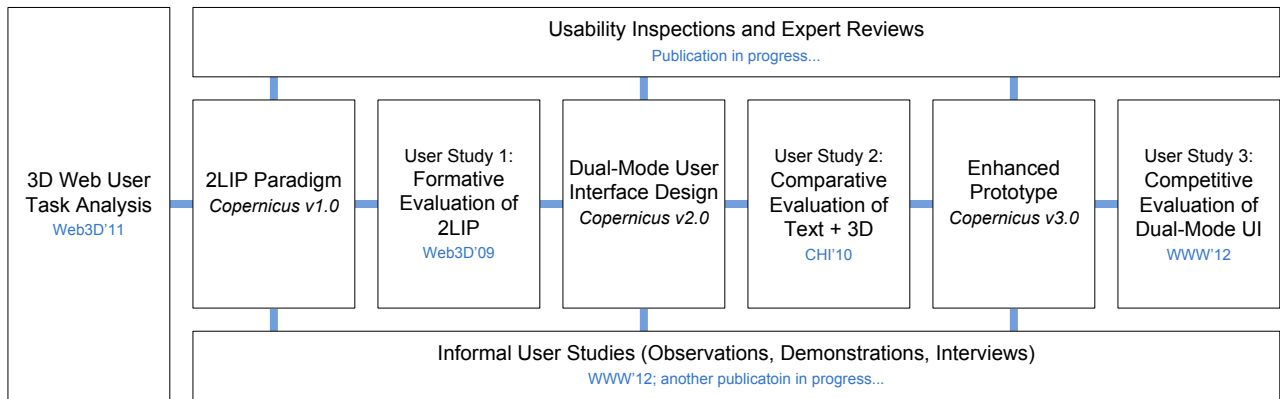 Usability Inspections and Expert Reviews
Publication in progress...
3D Web User
Task Analysis
Web3D'11
2LIP Paradigm
Copernicus v1.0
User Study 1:
Formative
Evaluation of
2LIP
Web3D'09
Dual-Mode User
Interface Design
Copernicus v2.0
User Study 2:
Comparative
Evaluation of
Text + 3D
CHI'10
Enhanced
Prototype
Copernicus v3.0
User Study 3:
Competitive
Evaluation of
Dual-Mode UI
WWW'12
Informal User Studies (Observations, Demonstrations, Interviews)
WWW'12; another publicatoin in progress...